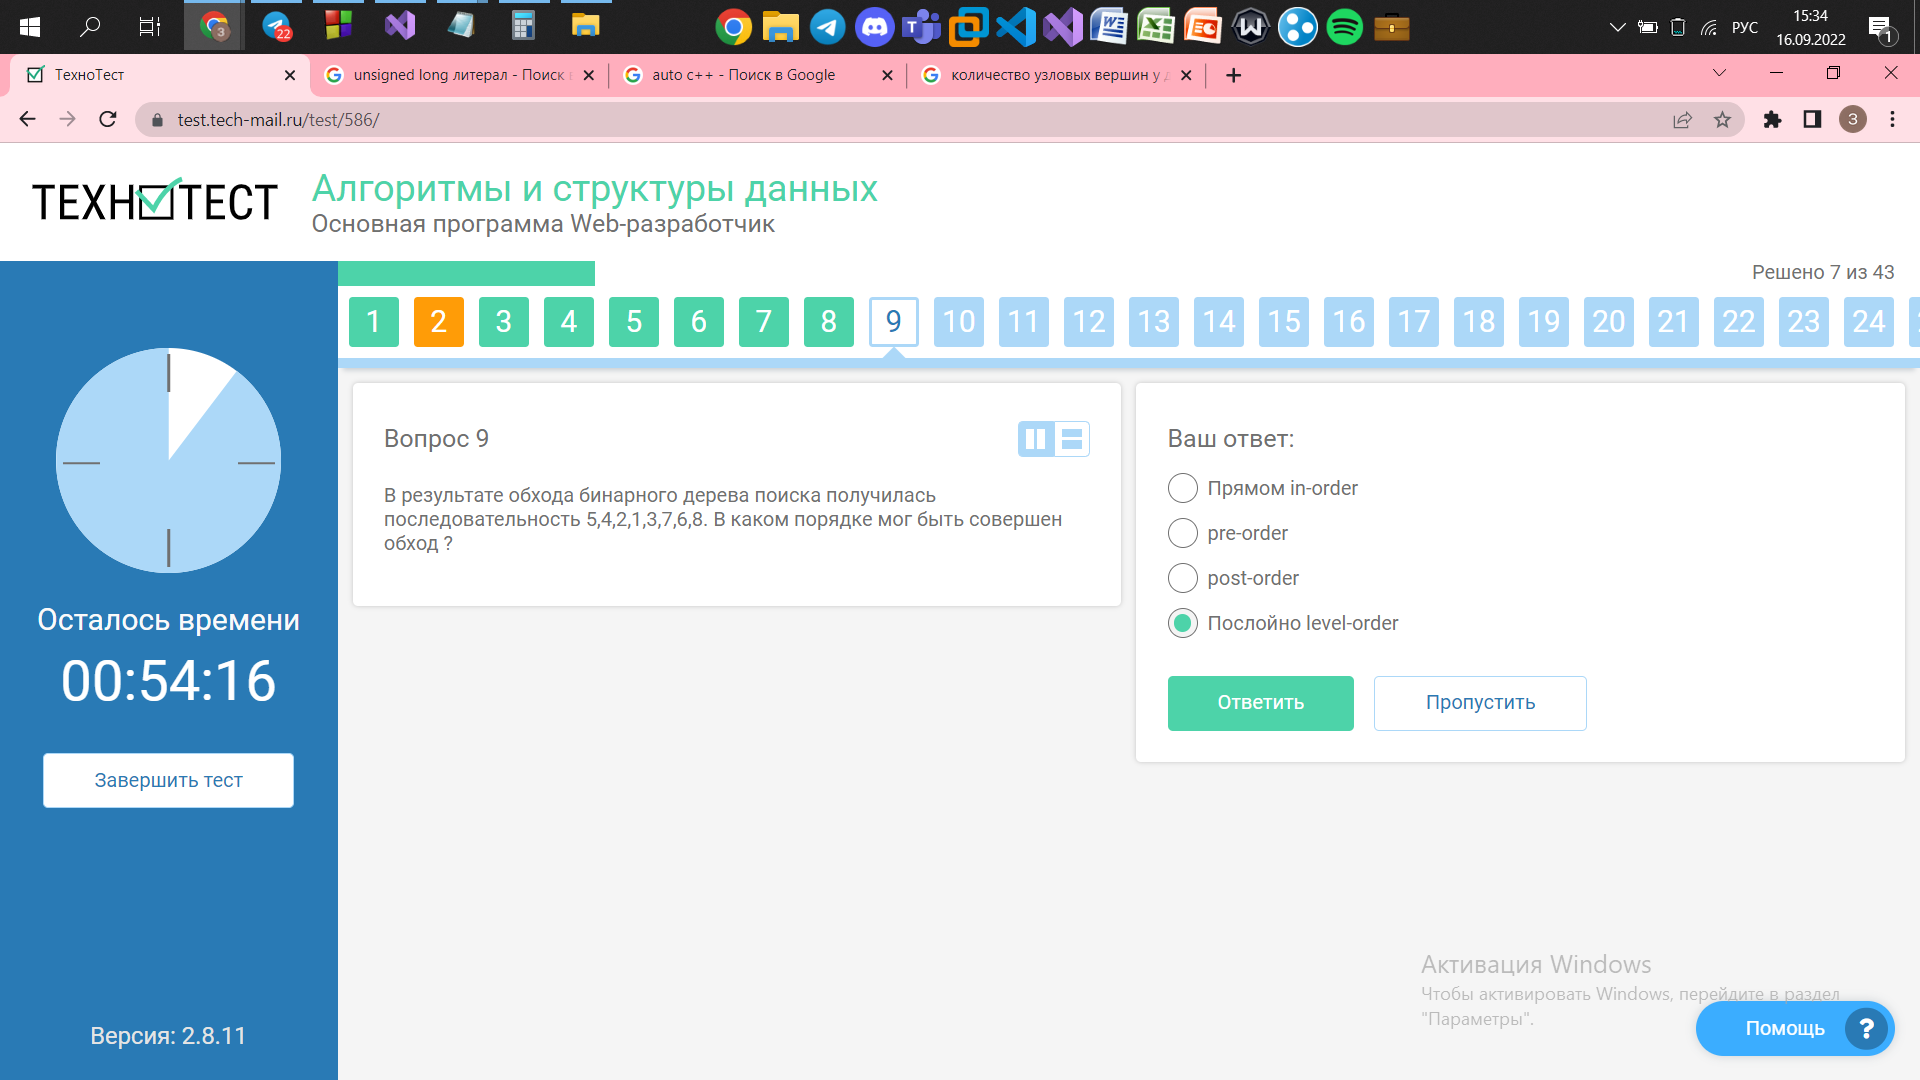 22
W
15:34
РУС
16.09.2022
1
ТехноТест
unsigned long литерал - Поиск в
auto c++ - Поиск в Google
количество узловых вершин у д
test.tech-mail.ru/test/586/
3
ТЕХНОТЕСТ
Алгоритмы и структуры данных
Основная программа Web-разработчик
Решено 7 из 43
1 2 3 4 5 6 7 8 9 10 11 12 13 14 15 16 17 18 19 20 21 22 23 24
Вопрос 9
В результате обхода бинарного дерева поиска получилась
последовательность 5,4,2,1,3,7,6,8. В каком порядке мог быть совершен
обход ?
Ваш ответ:
Прямом in-order
pre-order
post-order
Послойно level-order
Ответить
Пропустить
Осталось времени
00:54:16
Завершить тест
Версия: 2.8.11
Активация Windows
Чтобы активировать Windows, перейдите в раздел
"Параметры".
Помощь ?